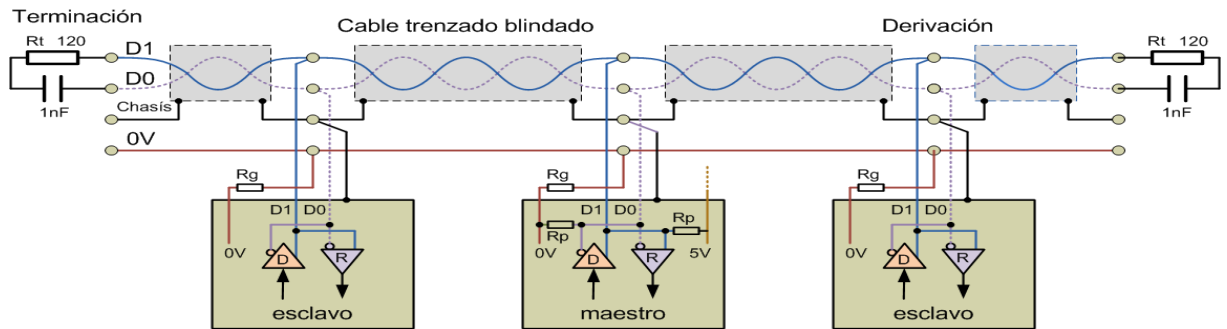 Terminación
Cable trenzado blindado
Derivación
Rt 120
D1
D0
1nF
Chasís
0V
Rt 120
1nF
Rg
D1 D0
0V
D
R
esclavo
Rg
D1 D0
Rp
Rp
0V
5V
D
R
maestro
Rg
D1 D0
0V
D
R
esclavo